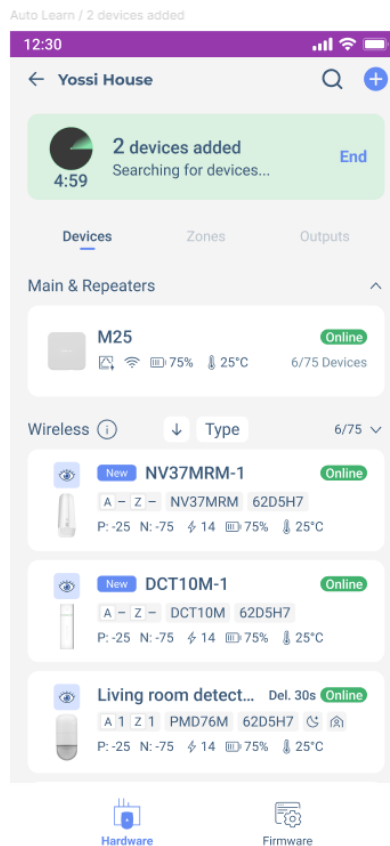 Auto Learn / 2 devices added
12:30
Yossi House
2 devices added
Searching for devices...
End
4:59
Devices Zones Outputs
Main & Repeaters
M25 Online
75% 25°C 6/75 Devices
Wireless Type 6/75
New NV37MRM-1 Online
A – Z – NV37MRM 62D5H7
P:-25 N:-75 14 75% 25°C
New DCT10M-1 Online
A – Z – DCT10M 62D5H7
P:-25 N:-75 14 75% 25°C
Living room detect... Del. 30s Online
A 1 Z 1 PMD76M 62D5H7
P:-25 N:-75 14 75% 25°C
Hardware Firmware